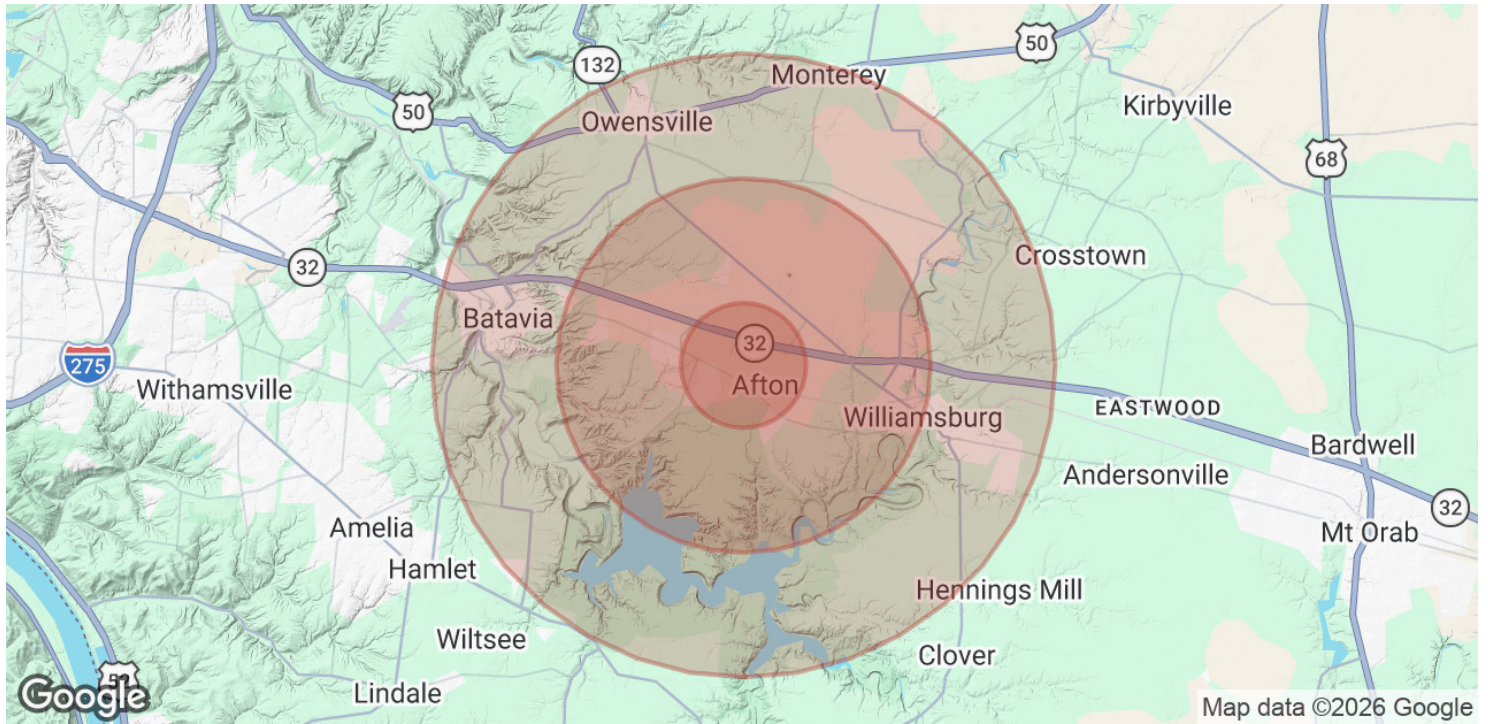 50
132
Monterey
50
Kirbyville
Owensville
68
Crosstown
32
Batavia
32
275
Withamsville
Afton
Williamsburg
EASTWOOD
Bardwell
Andersonville
32
Amelia
Mt Orab
Hamlet
Hennings Mill
Wiltsee
Clover
52
Lindale
Google
Map data ©2026 Google